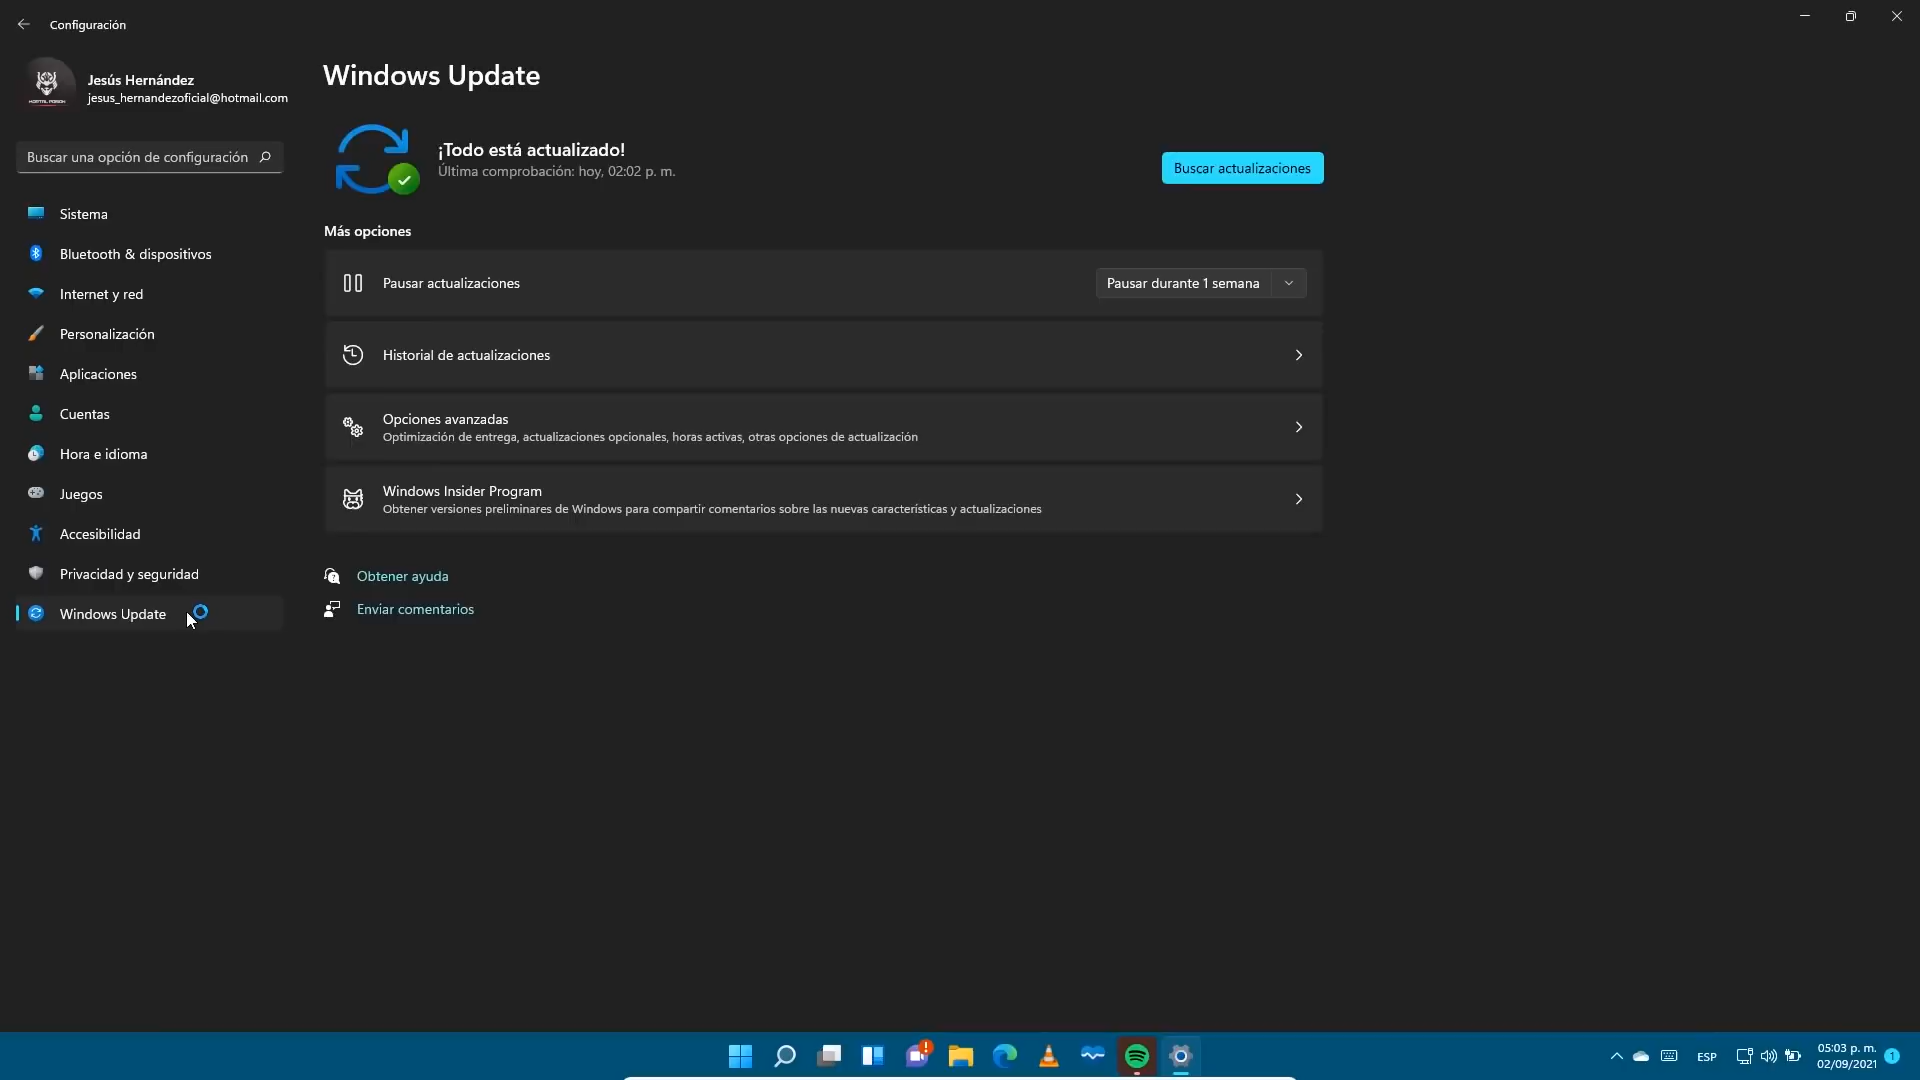 Configuración
Jesús Hernández
jesus_hernandezoficial@hotmail.com
Buscar una opción de configuración
Sistema
Bluetooth & dispositivos
Internet y red
Personalización
Aplicaciones
Cuentas
Hora e idioma
Juegos
Accesibilidad
Privacidad y seguridad
Windows Update
Windows Update
¡Todo está actualizado!
Última comprobación: hoy, 02:02 p. m.
Buscar actualizaciones
Más opciones
Pausar actualizaciones
Pausar durante 1 semana
Historial de actualizaciones
Opciones avanzadas
Optimización de entrega, actualizaciones opcionales, horas activas, otras opciones de actualización
Windows Insider Program
Obtener versiones preliminares de Windows para compartir comentarios sobre las nuevas características y actualizaciones
Obtener ayuda
Enviar comentarios
ESP
05:03 p. m.
02/09/2021
1